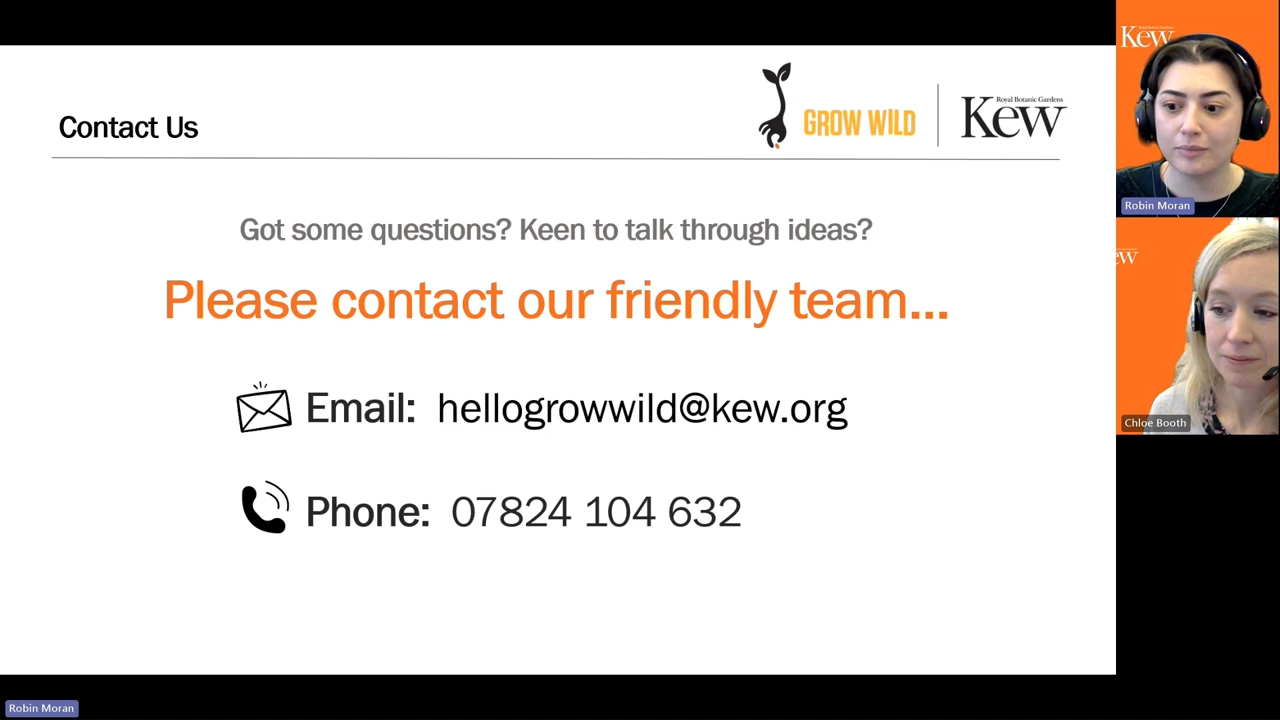 Contact Us
GROW WILD
Royal Botanic Gardens
Kew
Got some questions? Keen to talk through ideas?
Please contact our friendly team...
Email: hellogrowwild@kew.org
Phone: 07824 104 632
Kew
Robin Moran
ew
Chloe Booth
Robin Moran